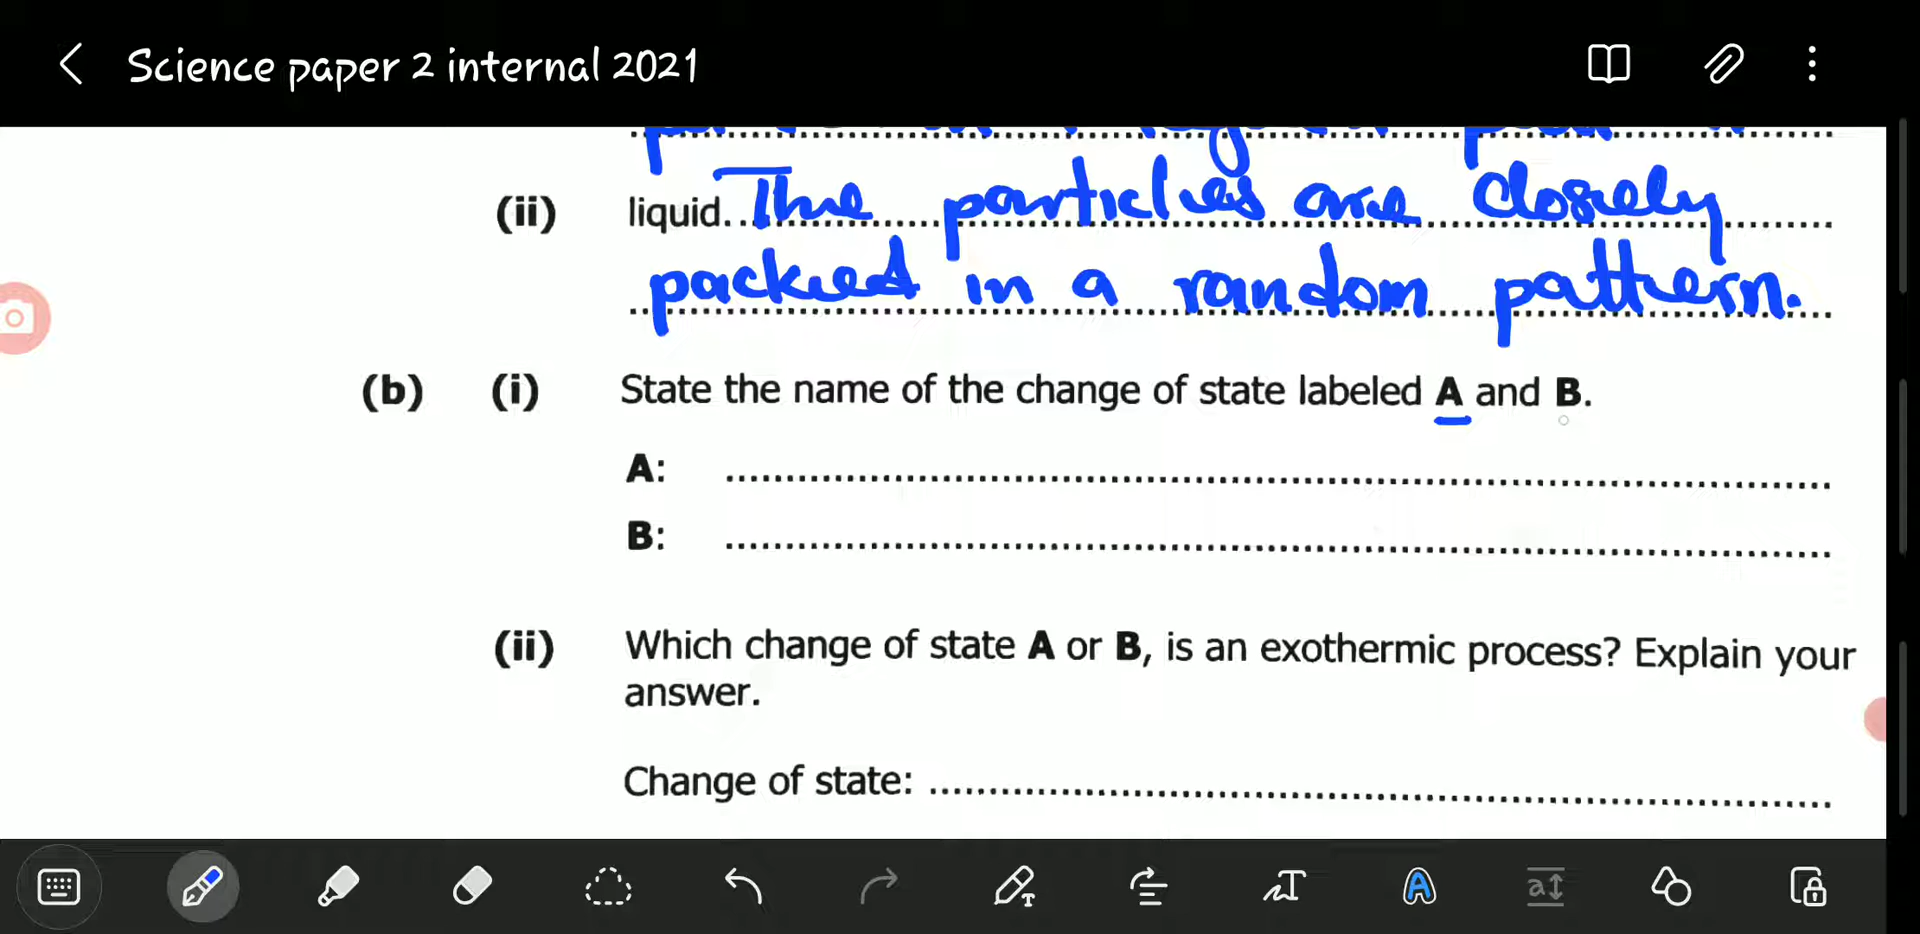 Science paper 2 internal 2021
(ii) liquid. The particles are closely
packed in a random pattern.
(b) (i) State the name of the change of state labeled A and B.
A:
B:
(ii) Which change of state A or B, is an exothermic process? Explain your
answer.
Change of state: